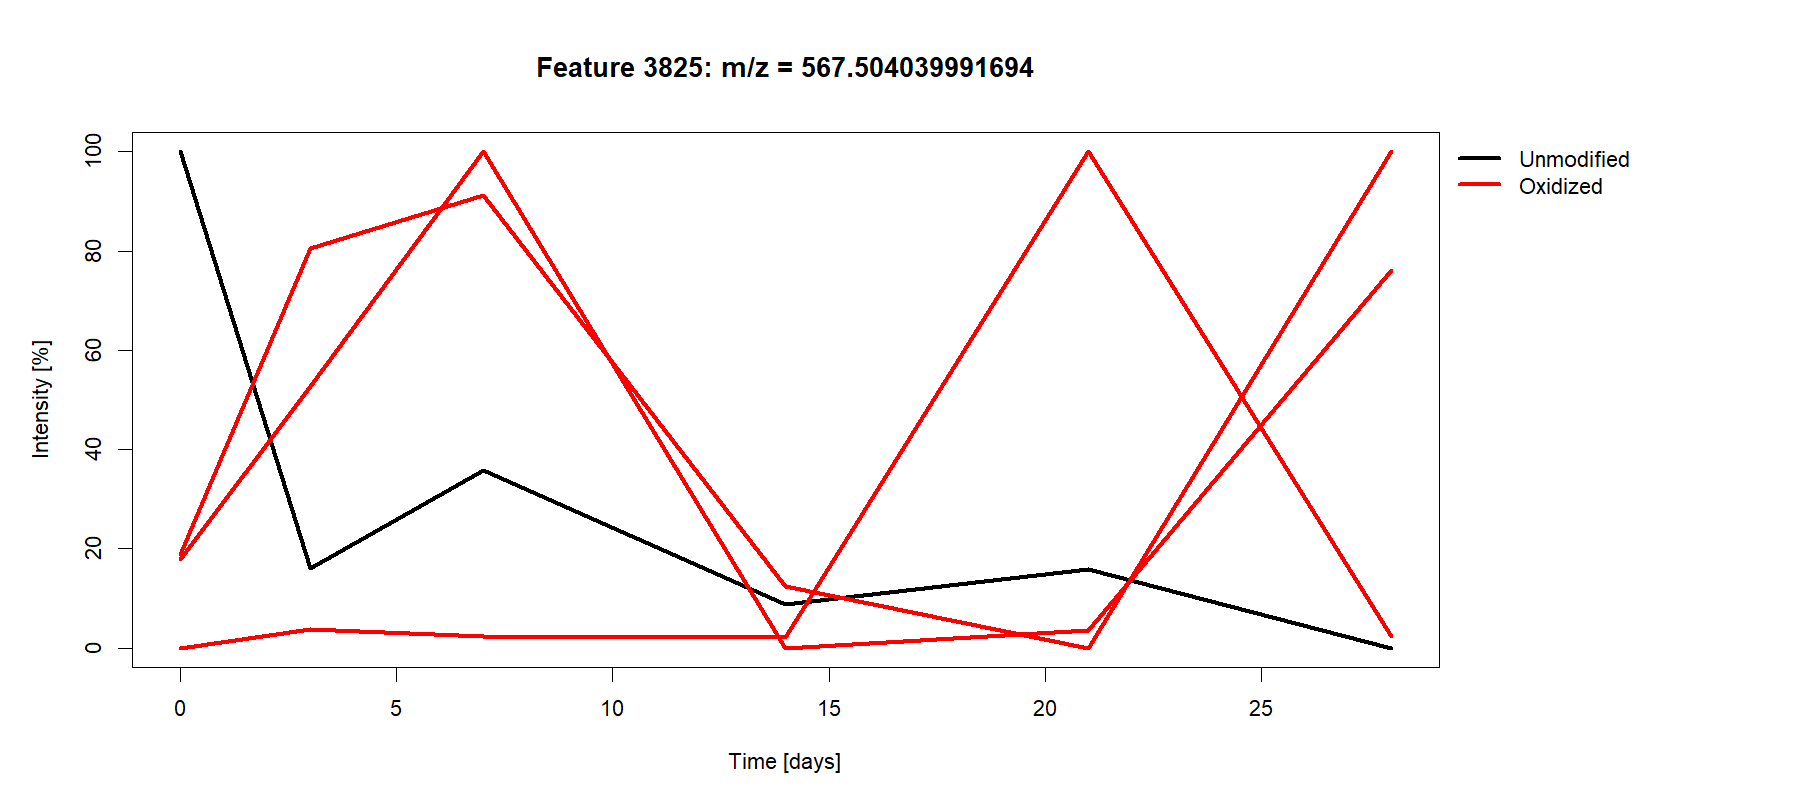 Feature 3825: m/z = 567.504039991694
Unmodified
Oxidized
Intensity [%]
100
80
60
40
20
0
0 5 10 15 20 25
Time [days]